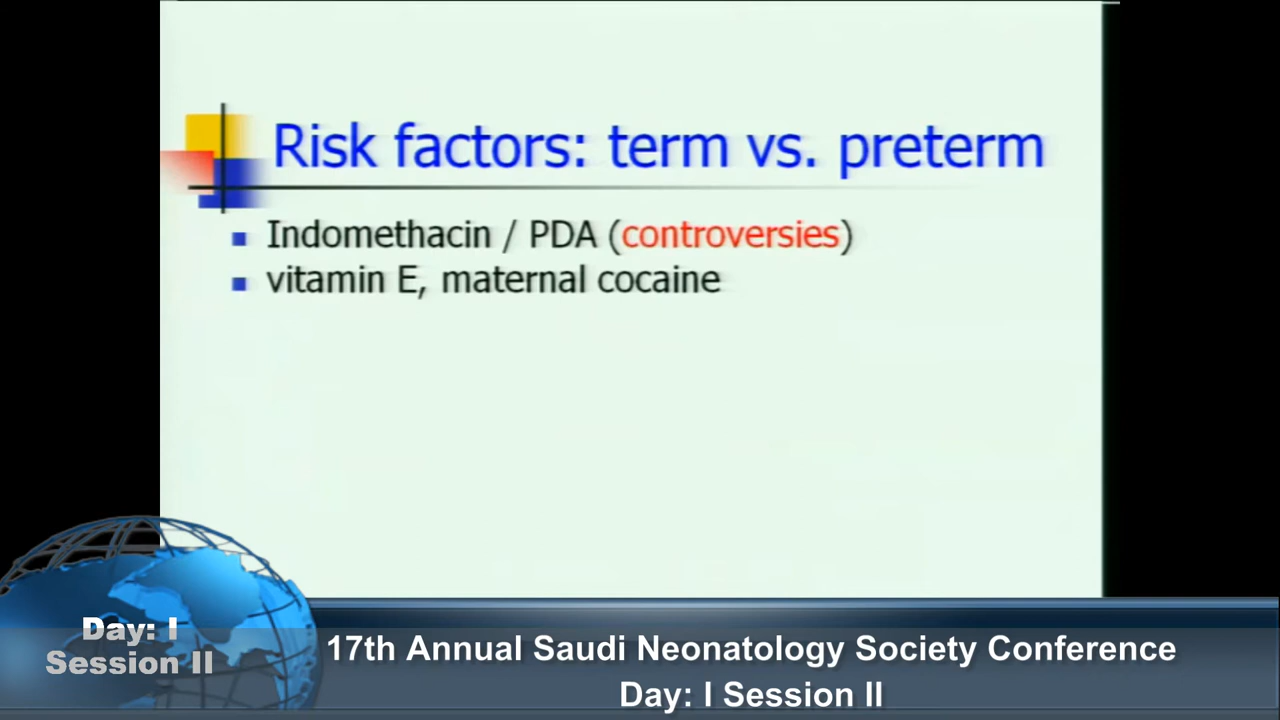 Risk factors: term vs. preterm
Indomethacin / PDA (controversies)
vitamin E, maternal cocaine
Day: I
Session II
17th Annual Saudi Neonatology Society Conference
Day: I Session II